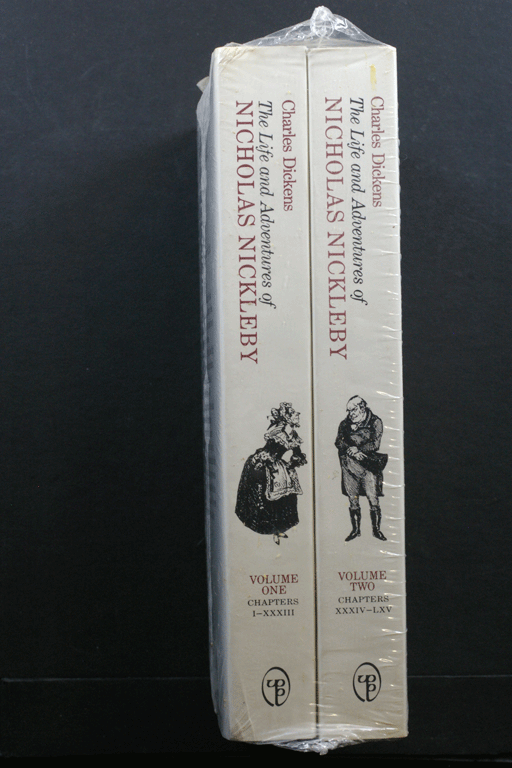 Charles Dickens
The Life and Adventures of
NICHOLAS NICKLEBY
VOLUME
ONE
CHAPTERS
I–XXXIII
Charles Dickens
The Life and Adventures of
NICHOLAS NICKLEBY
VOLUME
TWO
CHAPTERS
XXXIV–LXV